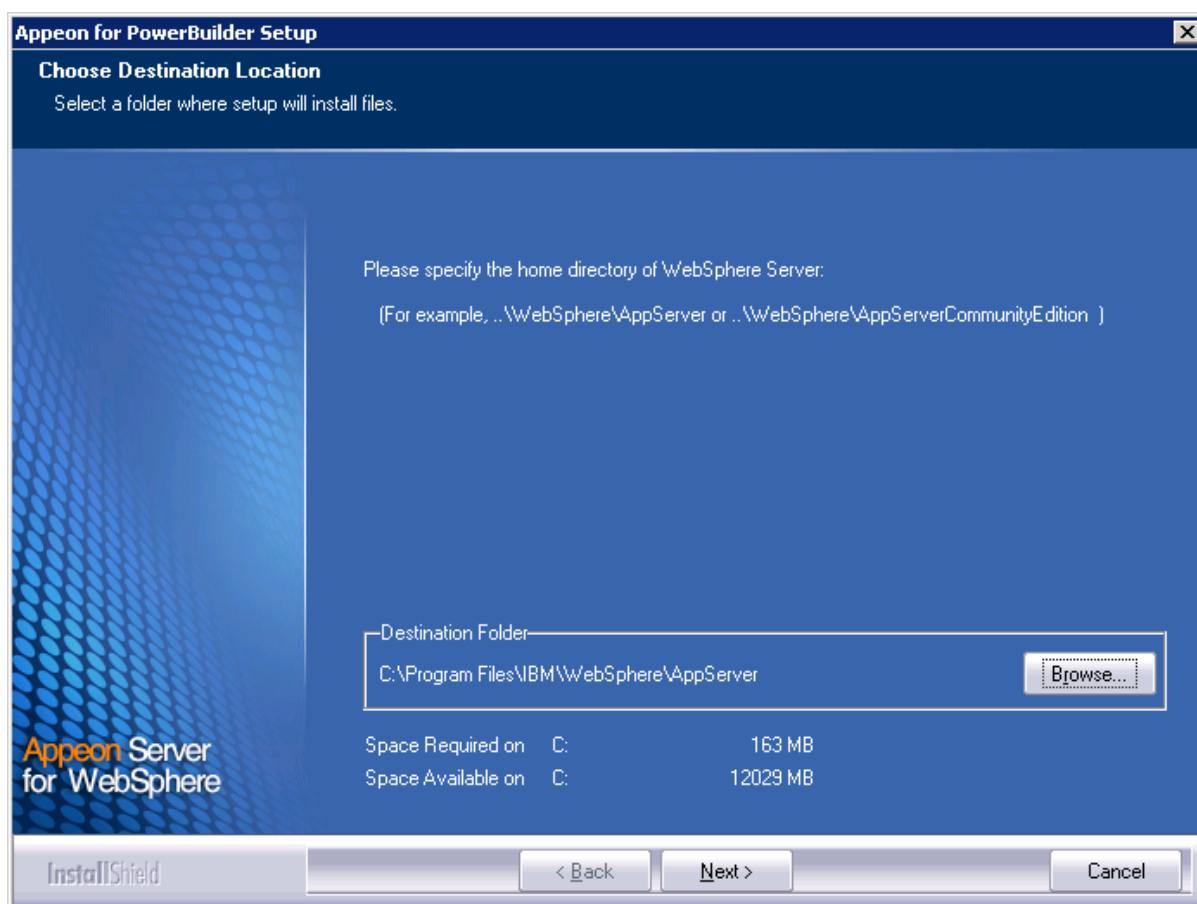 Appeon for PowerBuilder Setup
Choose Destination Location
Select a folder where setup will install files.
Please specify the home directory of WebSphere Server:
(For example, ..\WebSphere\AppServer or ..\WebSphere\AppServerCommunityEdition )
Destination Folder
C:\Program Files\IBM\WebSphere\AppServer
Browse...
Space Required on C: 163 MB
Space Available on C: 12029 MB
Appeon Server
for WebSphere
InstallShield
< Back
Next >
Cancel